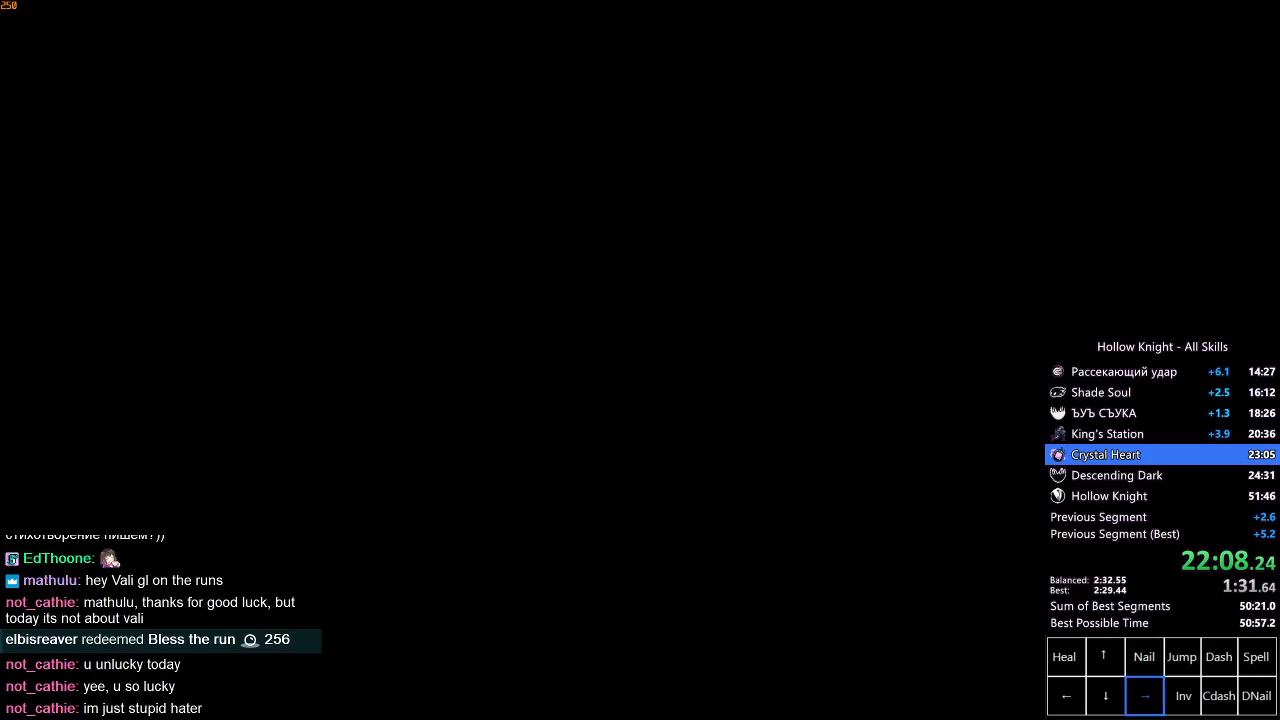 250
Hollow Knight - All Skills
Рассекающий удар +6.1 14:27
Shade Soul +2.5 16:12
ЪУЪ СЪУКА +1.3 18:26
King's Station +3.9 20:36
Crystal Heart 23:05
Descending Dark 24:31
Hollow Knight 51:46
Previous Segment +2.6
Previous Segment (Best) +5.2
22:08.24
Balanced: 2:32.55
Best: 2:29.44
1:31.64
Sum of Best Segments 50:21.0
Best Possible Time 50:57.2
Heal ↑ Nail Jump Dash Spell
← ↓ → Inv Cdash DNail
стихотворение пишем?))
EdThoone:
mathulu: hey Vali gl on the runs
not_cathie: mathulu, thanks for good luck, but
today its not about vali
elbisreaver redeemed Bless the run 256
not_cathie: u unlucky today
not_cathie: yee, u so lucky
not_cathie: im just stupid hater